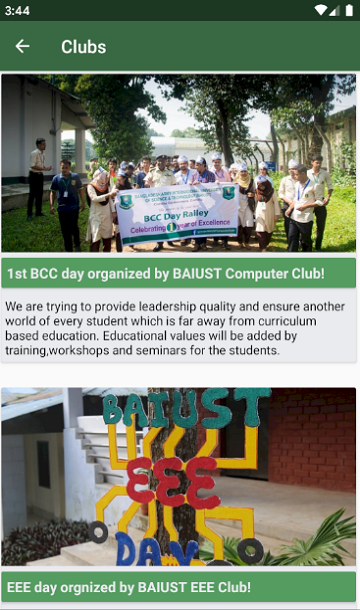 3:44
Clubs
BCC Day Ralley
Celebrating 1 year of Excellence
1st BCC day organized by BAIUST Computer Club!
We are trying to provide leadership quality and ensure another
world of every student which is far away from curriculum
based education. Educational values will be added by
training,workshops and seminars for the students.
BAIUST
EEE
DAY
EEE day orgnized by BAIUST EEE Club!